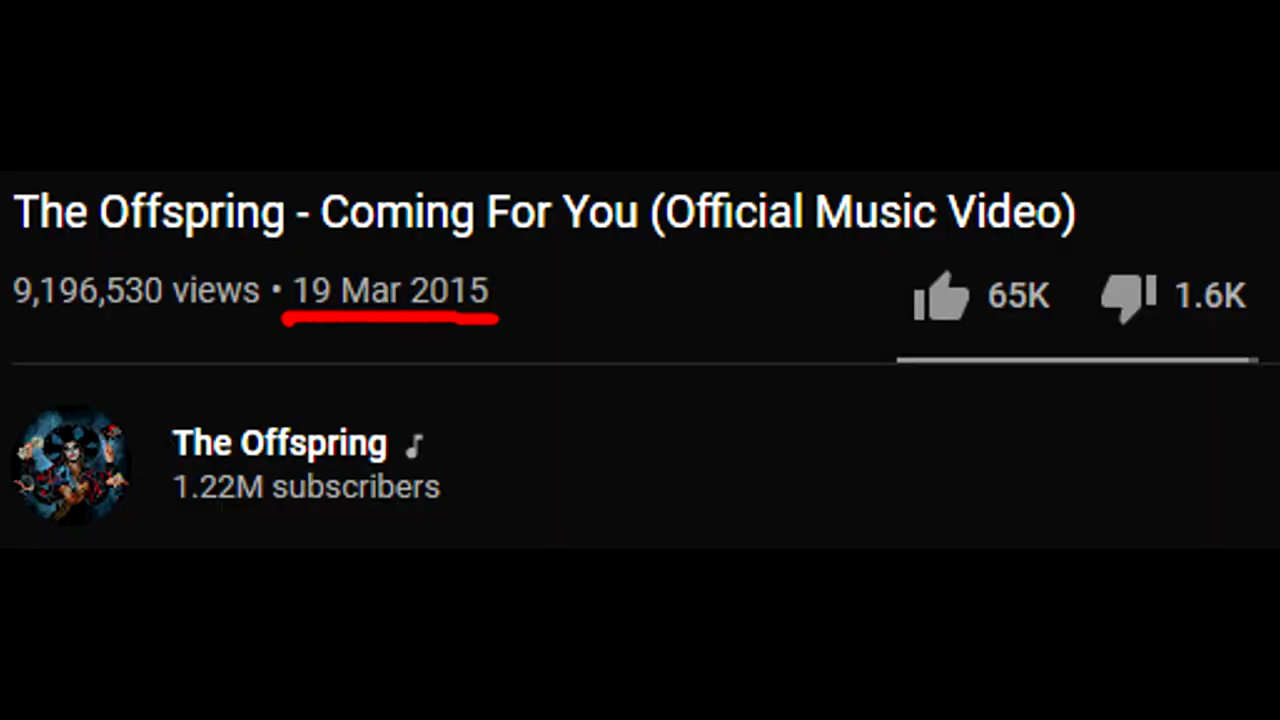 The Offspring - Coming For You (Official Music Video)
9,196,530 views • 19 Mar 2015
65K
1.6K
The Offspring
1.22M subscribers